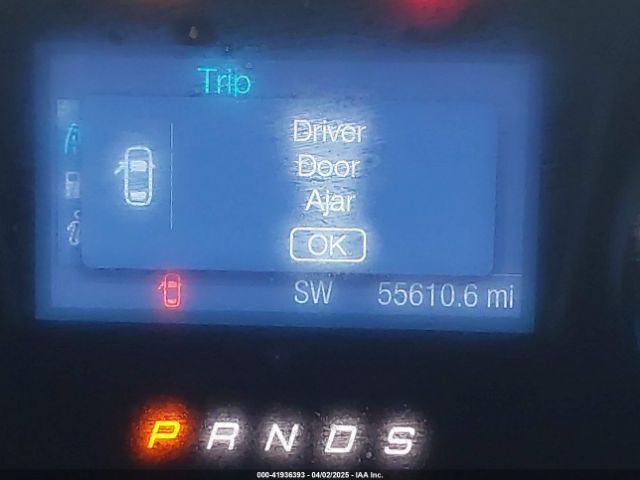 Trip
Driver
Door
Ajar
OK
SW 55610.6 mi
P R N D S
000-41936393 - 04/02/2025 - IAA Inc.